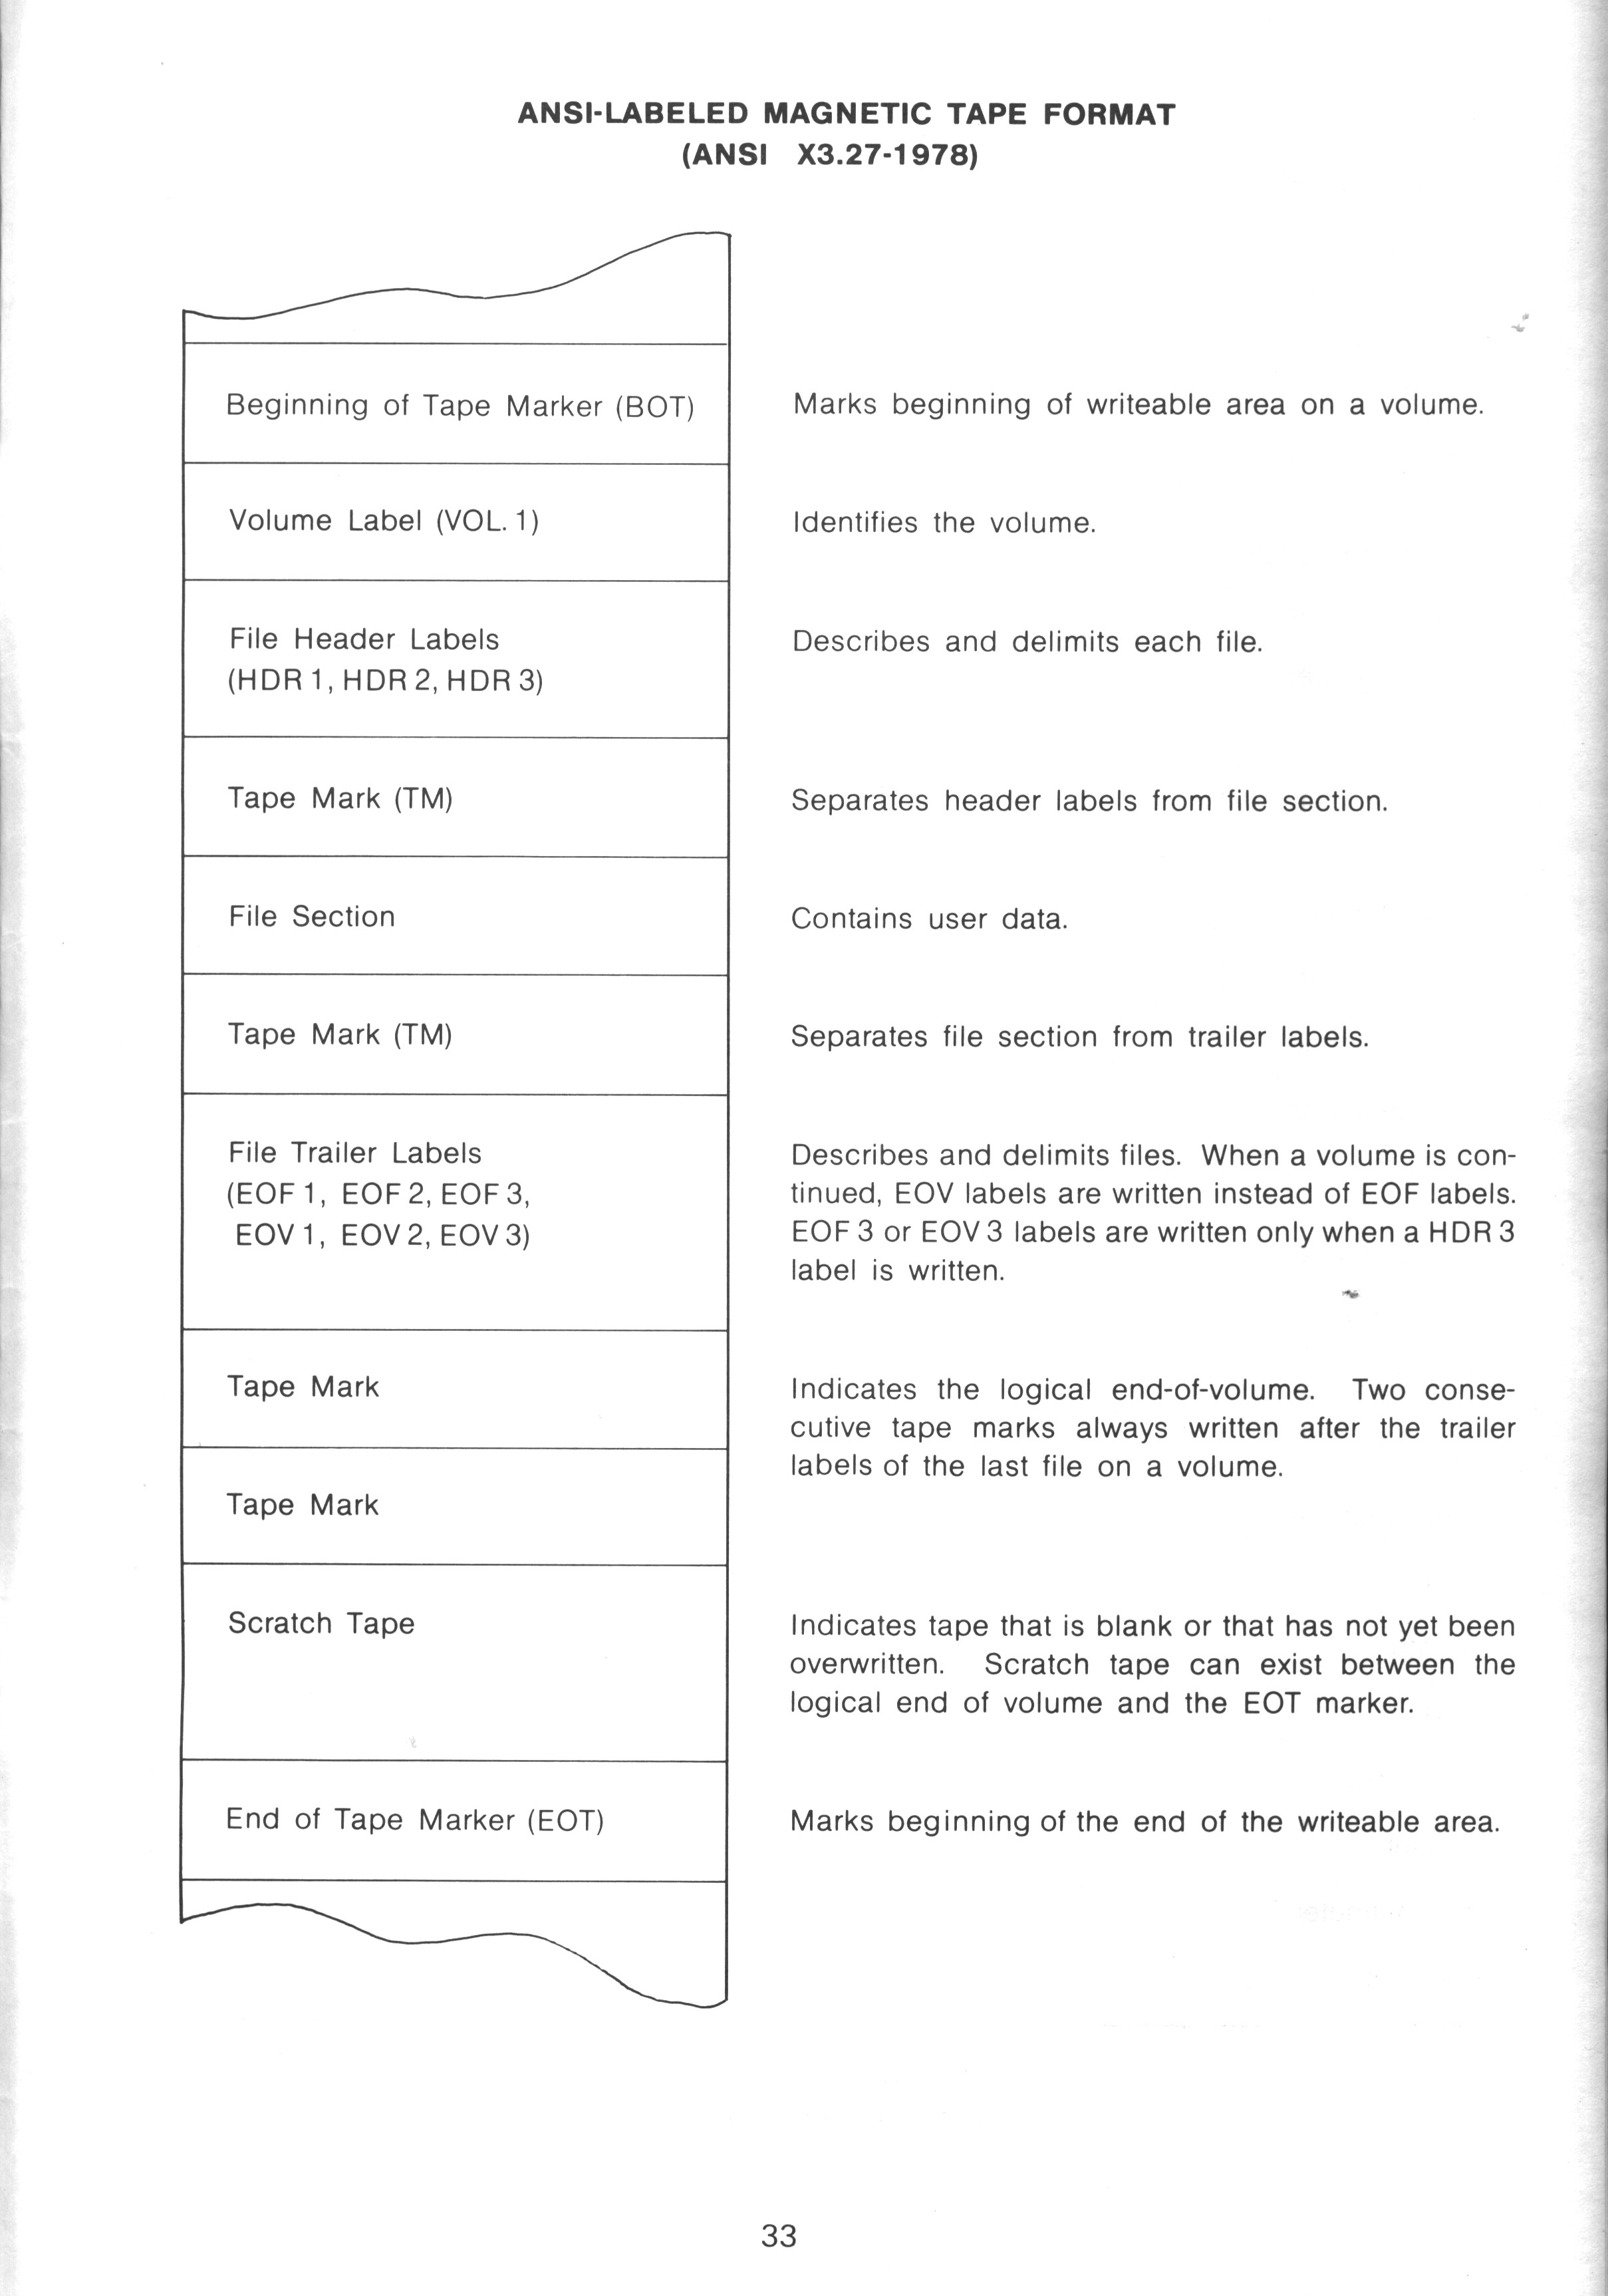 ANSI-LABELED MAGNETIC TAPE FORMAT
(ANSI X3.27-1978)
Beginning of Tape Marker (BOT)
Marks beginning of writeable area on a volume.
Volume Label (VOL. 1)
Identifies the volume.
File Header Labels
(HDR 1, HDR 2, HDR 3)
Describes and delimits each file.
Tape Mark (TM)
Separates header labels from file section.
File Section
Contains user data.
Tape Mark (TM)
Separates file section from trailer labels.
File Trailer Labels
(EOF 1, EOF 2, EOF 3,
EOV 1, EOV 2, EOV 3)
Describes and delimits files. When a volume is con-
tinued, EOV labels are written instead of EOF labels.
EOF 3 or EOV 3 labels are written only when a HDR 3
label is written.
Tape Mark
Indicates the logical end-of-volume. Two conse-
cutive tape marks always written after the trailer
labels of the last file on a volume.
Tape Mark
Scratch Tape
Indicates tape that is blank or that has not yet been
overwritten. Scratch tape can exist between the
logical end of volume and the EOT marker.
End of Tape Marker (EOT)
Marks beginning of the end of the writeable area.
33